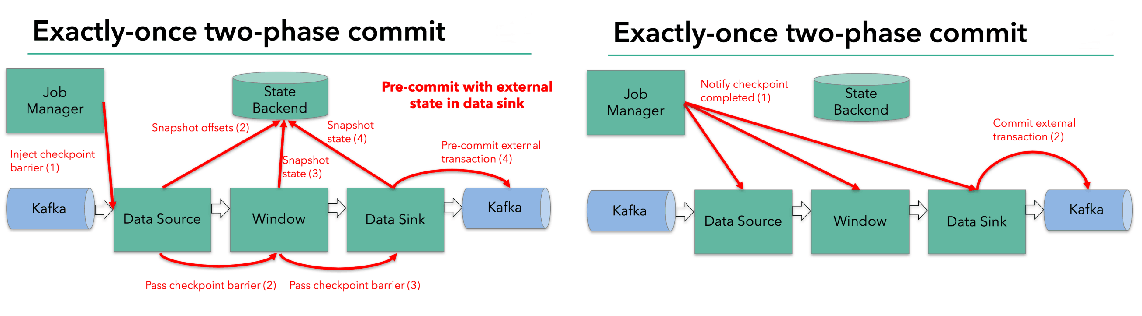 Exactly-once two-phase commit
Job
Manager
State
Backend
Pre-commit with external
state in data sink
Snapshot offsets (2)
Snapshot
state (4)
Inject checkpoint
barrier (1)
Snapshot
state (3)
Pre-commit external
transaction (4)
Kafka
Data Source
Window
Data Sink
Kafka
Pass checkpoint barrier (2)
Pass checkpoint barrier (3)
Exactly-once two-phase commit
Job
Manager
Notify checkpoint
completed (1)
State
Backend
Commit external
transaction (2)
Kafka
Data Source
Window
Data Sink
Kafka